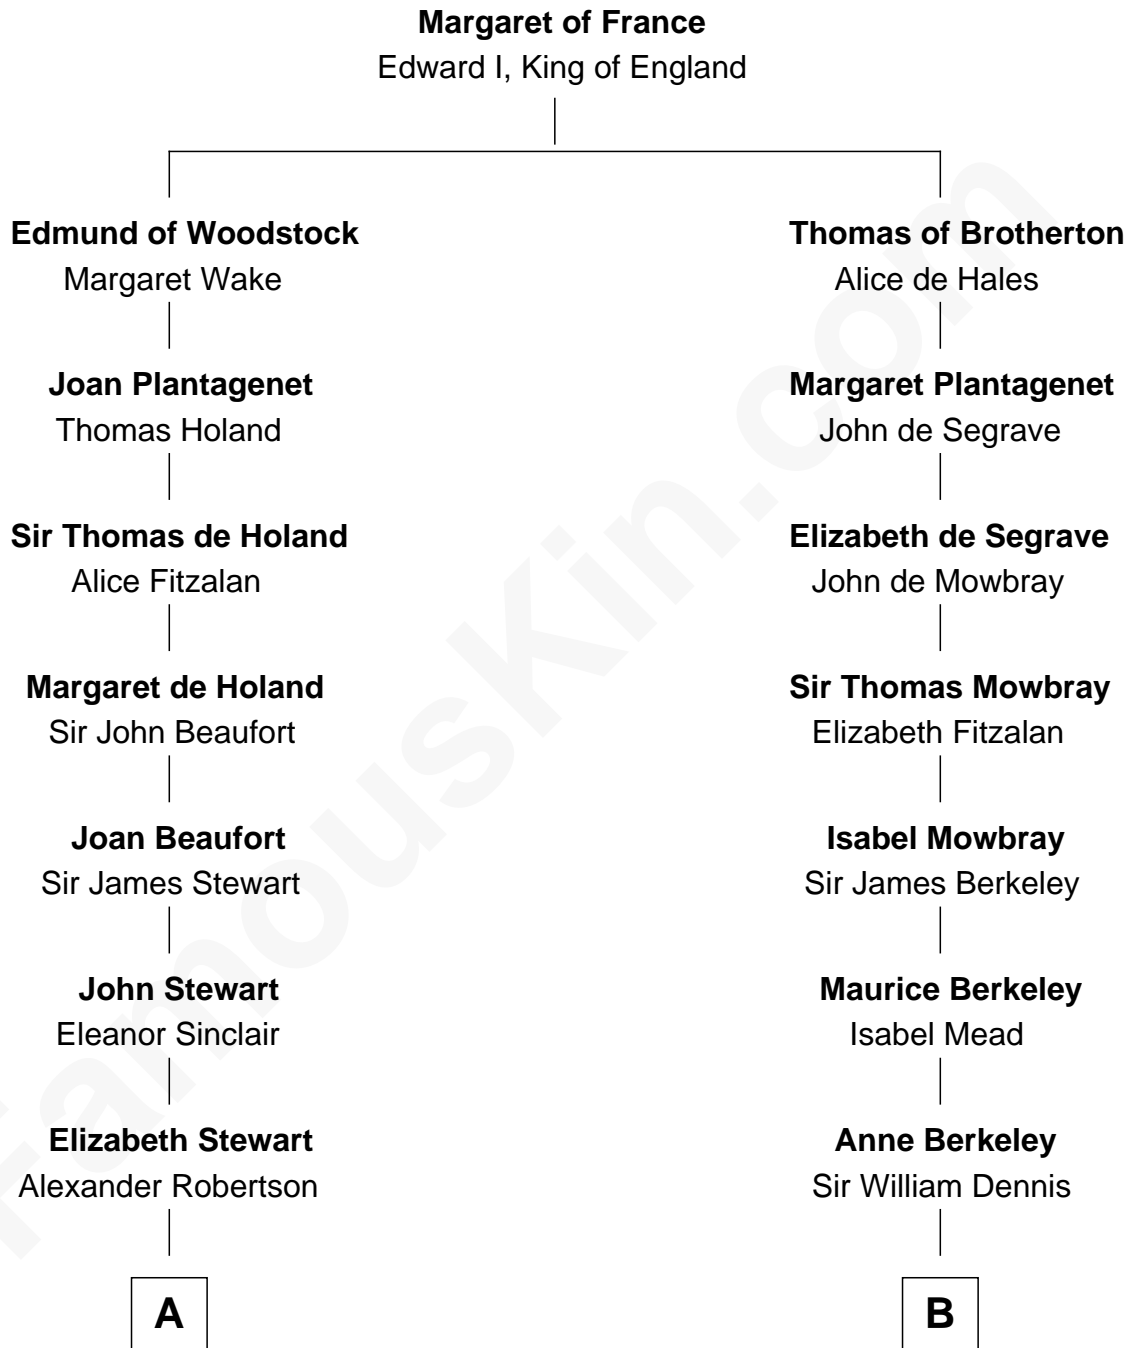 Margaret of France
Edward I, King of England
Edmund of Woodstock
Margaret Wake
Thomas of Brotherton
Alice de Hales
Joan Plantagenet
Thomas Holand
Margaret Plantagenet
John de Segrave
Sir Thomas de Holand
Alice Fitzalan
Elizabeth de Segrave
John de Mowbray
Margaret de Holand
Sir John Beaufort
Sir Thomas Mowbray
Elizabeth Fitzalan
Joan Beaufort
Sir James Stewart
Isabel Mowbray
Sir James Berkeley
John Stewart
Eleanor Sinclair
Maurice Berkeley
Isabel Mead
Elizabeth Stewart
Alexander Robertson
Anne Berkeley
Sir William Dennis
A
B
FamousKin.com